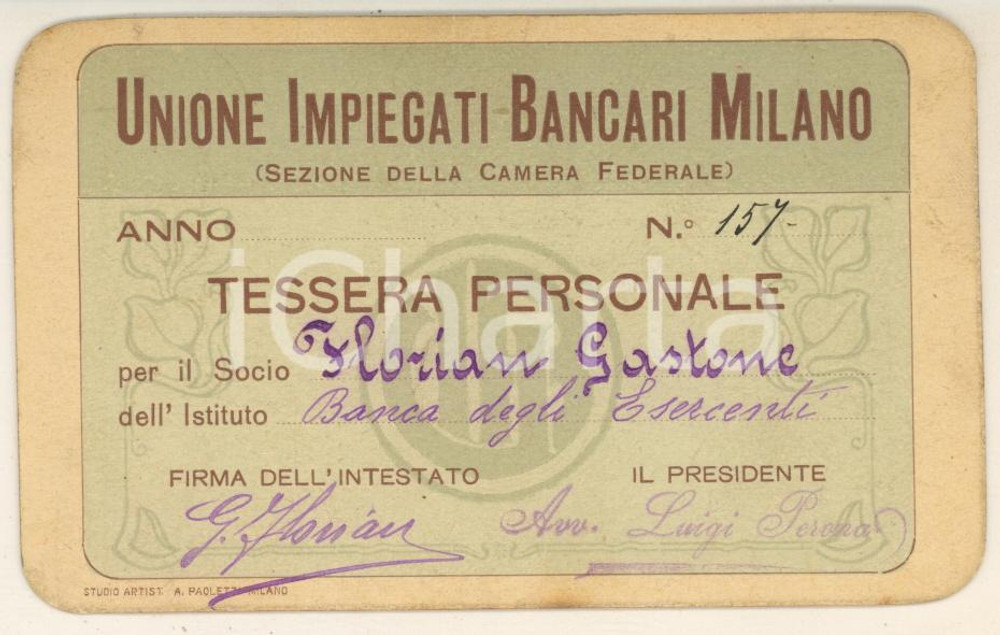 UNIONE IMPIEGATI BANCARI MILANO
(SEZIONE DELLA CAMERA FEDERALE)
ANNO N.º 157-
TESSERA PERSONALE
per il Socio Florian Gastone
dell' Istituto Banca degli Esercenti
FIRMA DELL'INTESTATO IL PRESIDENTE
G. Florian Avv. Luigi Perona
STUDIO ARTIST. A. PAOLETTI MILANO
iCharta